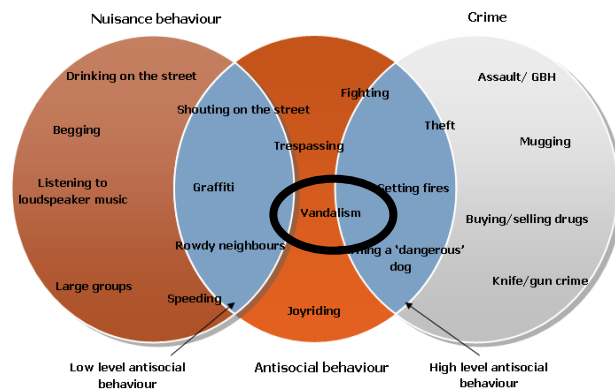 Nuisance behaviour
Crime
Drinking on the street
Begging
Listening to
loudspeaker music
Large groups
Shouting on the street
Graffiti
Rowdy neighbours
Speeding
Trespassing
Vandalism
Joyriding
Fighting
Theft
Setting fires
a 'dangerous'
dog
Assault/ GBH
Mugging
Buying/selling drugs
Knife/gun crime
Low level antisocial
behaviour
Antisocial behaviour
High level antisocial
behaviour